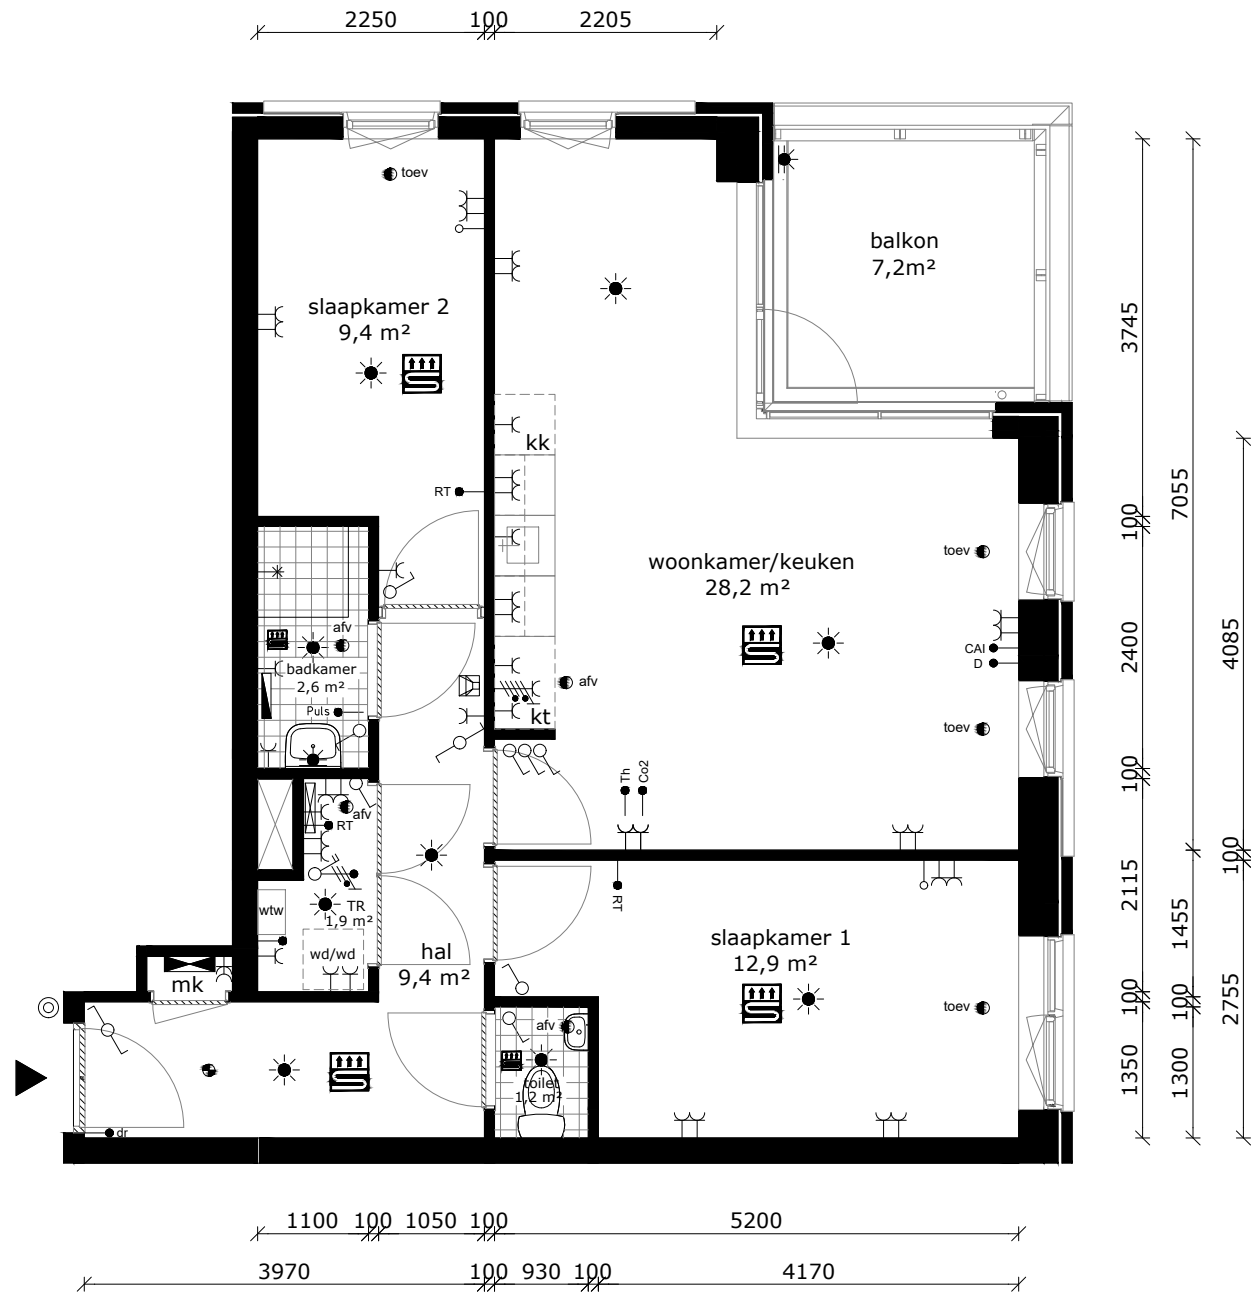 2250 100 2205
toev
balkon
7,2m²
slaapkamer 2
9,4 m²
3745
7055
kk
RT
100
toev
woonkamer/keuken
28,2 m²
afv
2400
4085
CAI
D
badkamer
2,6 m²
afv
Puls
kt
toev
Th
Co2
100
afv
RT
100
2115
RT
TR
1,9 m²
wtw
1455
slaapkamer 1
12,9 m²
hal
9,4 m²
wd/wd
mk
100
100
2755
toev
afv
1350
1300
toilet
1,2 m²
dr
1100 100 1050 100 5200
3970 100 930 100 4170